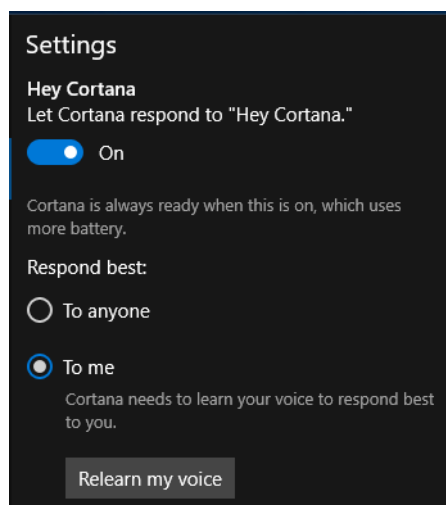 Settings
Hey Cortana
Let Cortana respond to "Hey Cortana."
On
Cortana is always ready when this is on, which uses
more battery.
Respond best:
To anyone
To me
Cortana needs to learn your voice to respond best
to you.
Relearn my voice